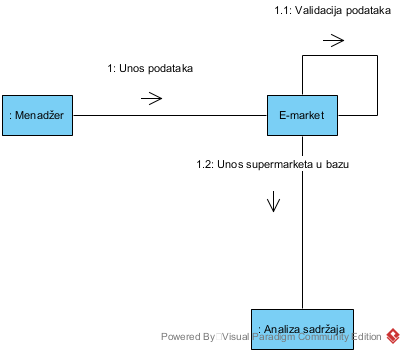 1.1: Validacija podataka
1: Unos podataka
: Menadžer
E-market
1.2: Unos supermarketa u bazu
: Analiza sadržaja
Powered By Visual Paradigm Community Edition